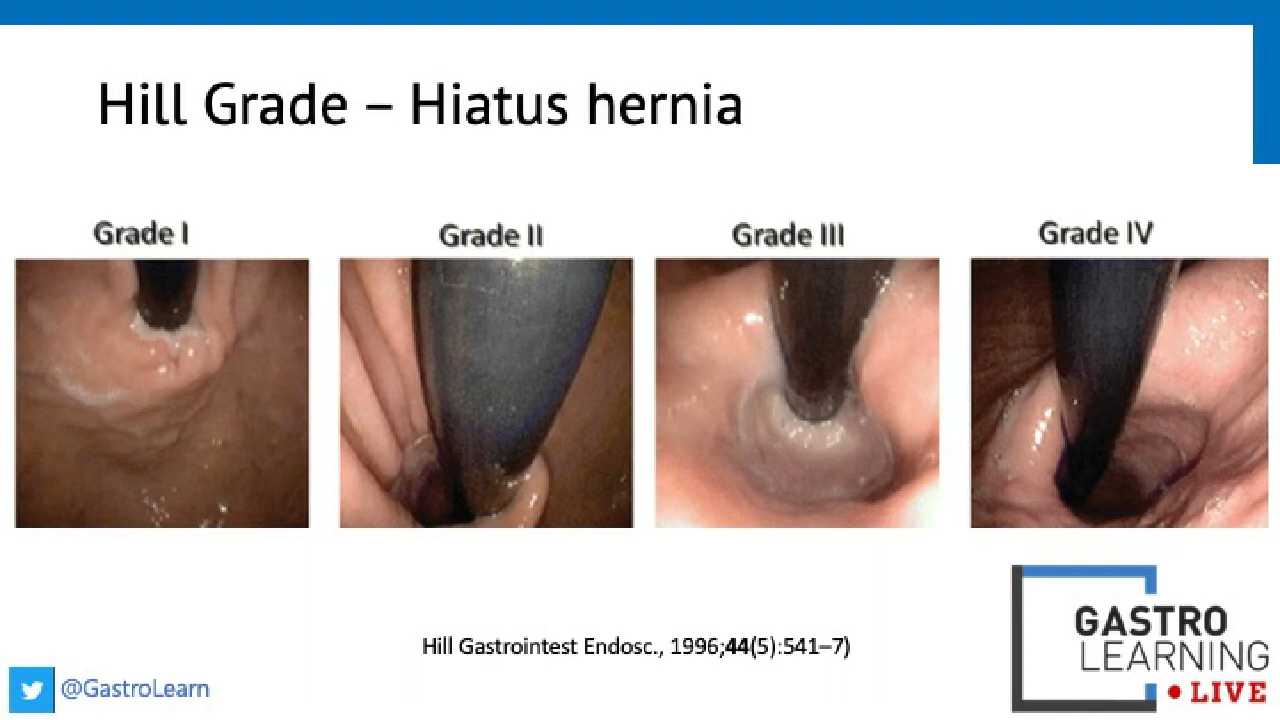 Hill Grade – Hiatus hernia
Grade I
Grade II
Grade III
Grade IV
Hill Gastrointest Endosc., 1996;44(5):541–7)
@GastroLearn
GASTRO
LEARNING
LIVE